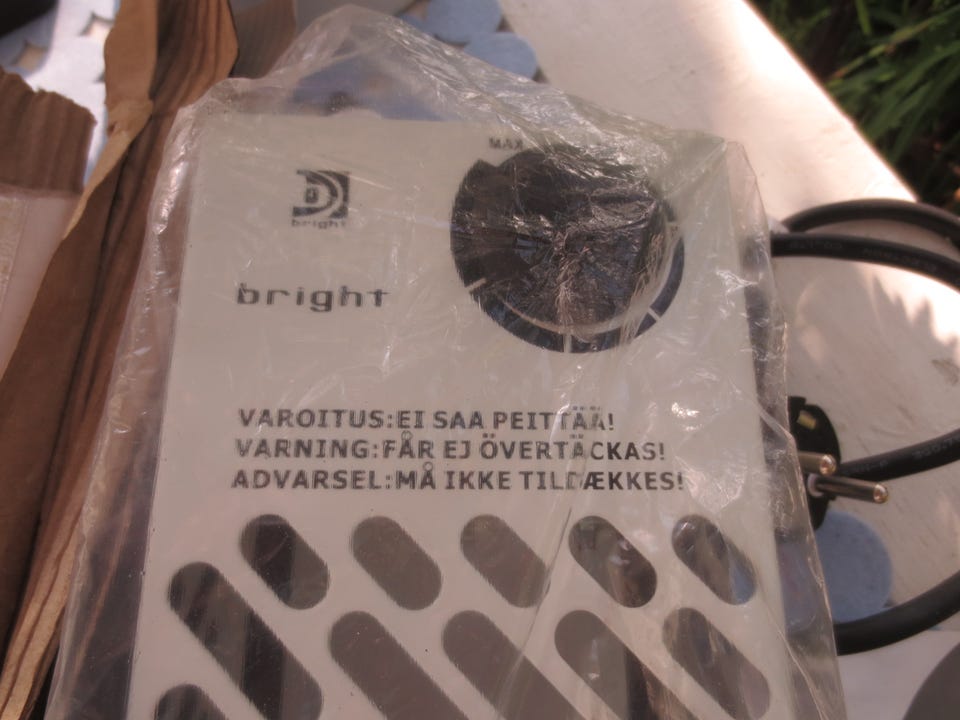 MAX
bright
bright
VAROITUS:EI SAA PEITTÄÄ!
VARNING:FÅR EJ ÖVERTÄCKAS!
ADVARSEL:MÅ IKKE TILDÆKKES!